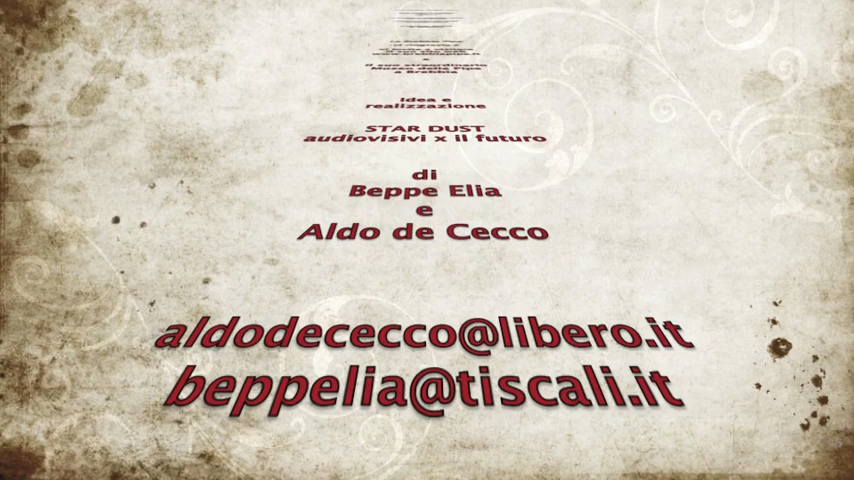 il suo straordinario
Museo della Pipa
a Brebbia
idea e
realizzazione
STAR DUST
audiovisivi x il futuro
di
Beppe Elia
e
Aldo de Cecco
aldodececco@libero.it
beppelia@tiscali.it